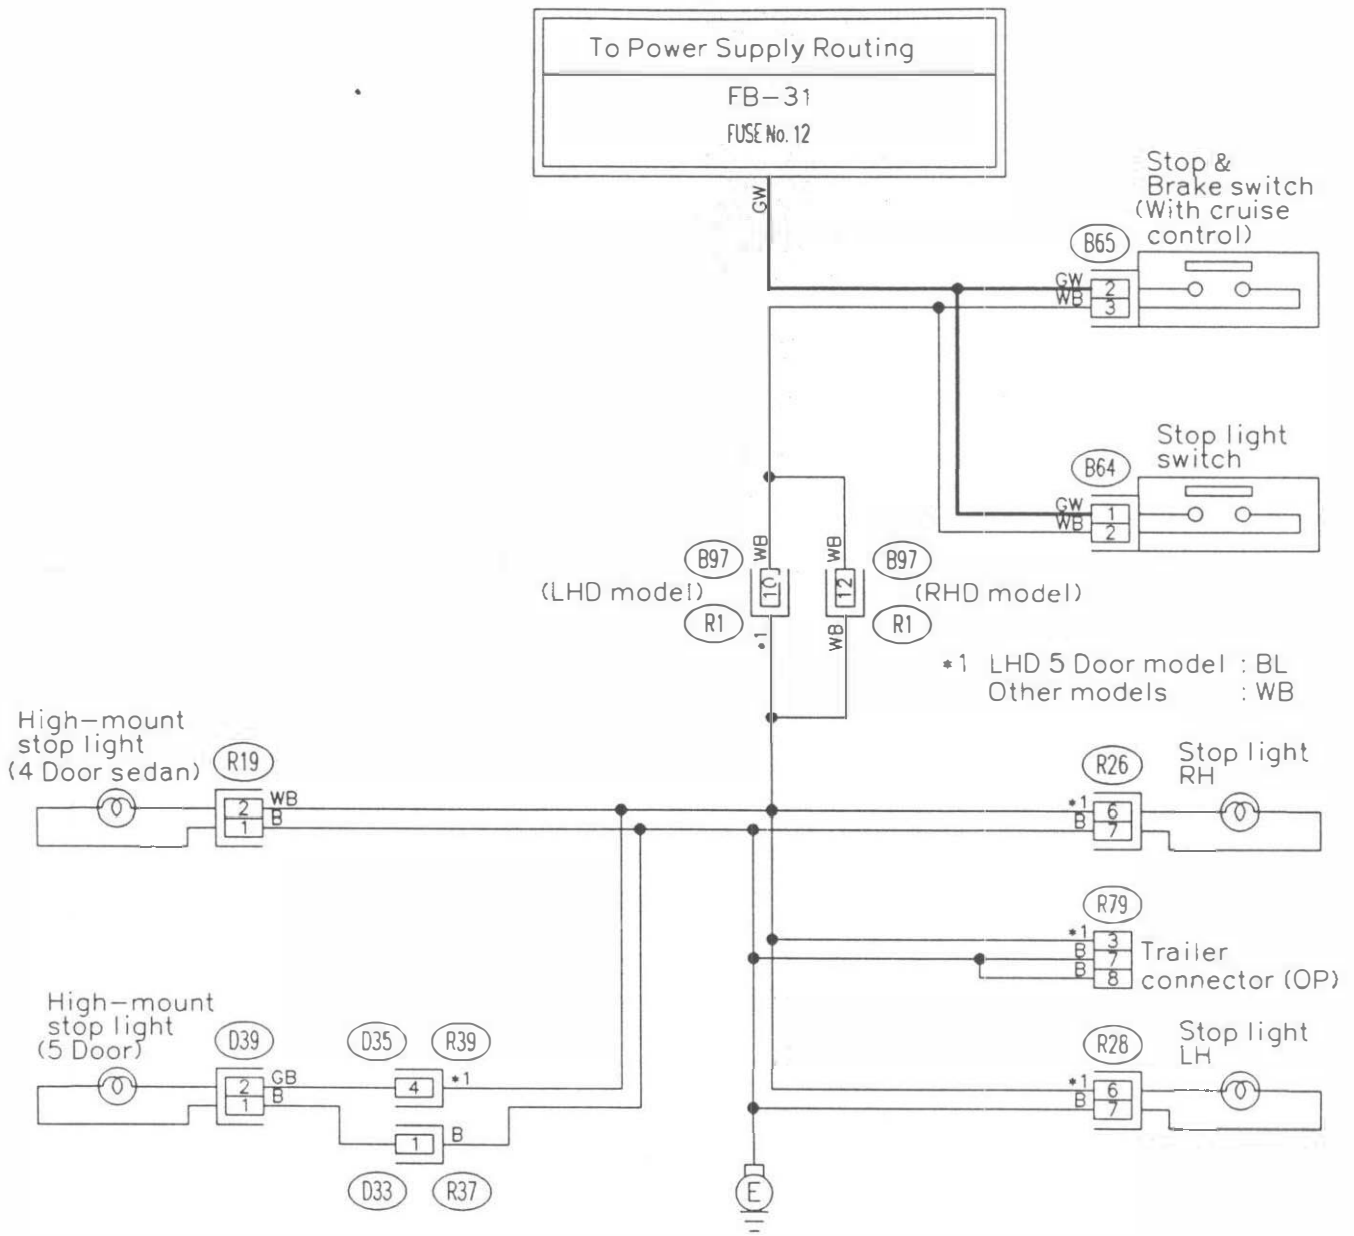 To Power Supply Routing
FB-31
FUSE No. 12
GW
Stop &
Brake switch
(With cruise
control)
B65
GW
2
WB
3
Stop light
switch
B64
GW
1
WB
2
B97
WB
10
(LHD model)
R1
*1
WB
12
B97
(RHD model)
WB
R1
*1 LHD 5 Door model : BL
Other models : WB
High-mount
stop light
(4 Door sedan)
R19
2
WB
1
B
R26
*1
6
B
7
Stop light
RH
R79
*1
3
B
7
B
8
Trailer
connector (OP)
High-mount
stop light
(5 Door)
D39
2
GB
1
B
D35
R39
4
*1
1
B
D33
R37
R28
*1
6
B
7
Stop light
LH
E